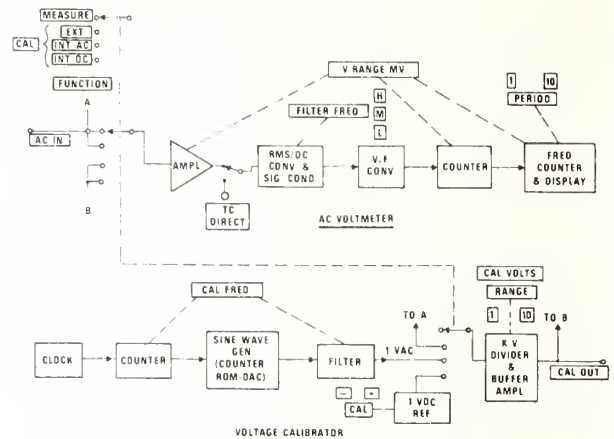 MEASURE
EXT
CAL
INT AC
INT DC
FUNCTION
A
AC IN
B
V RANGE MV
1
10
FILTER FREQ
H
PERIOD
M
L
AMPL
RMS/DC
CONV &
SIG COND
V.F
CONV
COUNTER
FRED
COUNTER
& DISPLAY
TC
DIRECT
AC VOLTMETER
CAL VOLTS
CAL FRED
RANGE
TO A
1
10
TO B
CLOCK
COUNTER
SINE WAVE
GEN
(COUNTER
ROM-DAC)
FILTER
1 VAC
K V
DIVIDER
&
BUFFER
AMPL
CAL OUT
-
+
CAL
1 VDC
REF
VOLTAGE CALIBRATOR